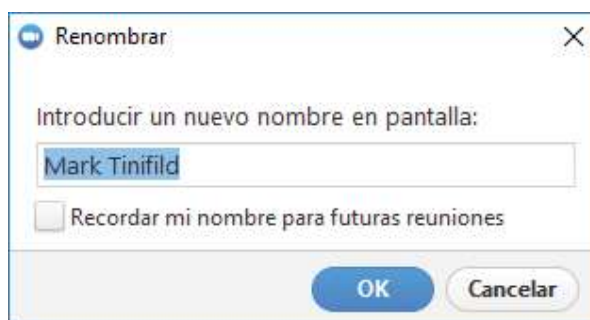 Renombrar
Introducir un nuevo nombre en pantalla:
Mark Tinifild
Recordar mi nombre para futuras reuniones
OK Cancelar